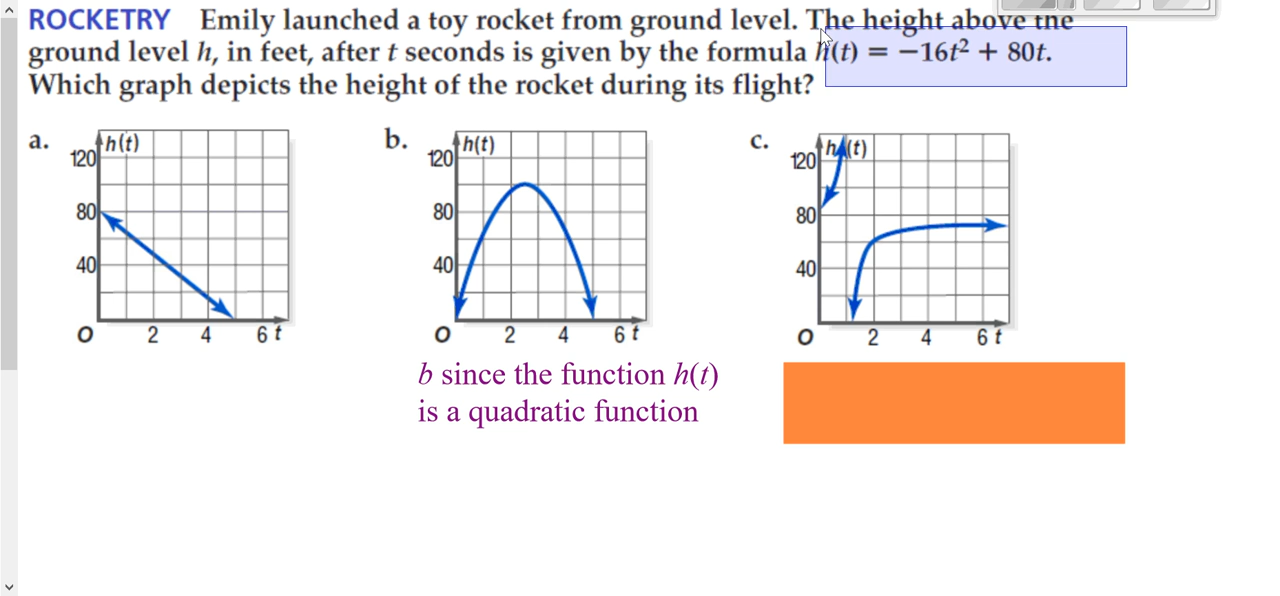 ROCKETRY Emily launched a toy rocket from ground level. The height above the
ground level h, in feet, after t seconds is given by the formula h(t) = −16t² + 80t.
Which graph depicts the height of the rocket during its flight?
a.
h(t)
120
80
40
O 2 4 6 t
b.
h(t)
120
80
40
O 2 4 6 t
c.
h(t)
120
80
40
O 2 4 6 t
b since the function h(t)
is a quadratic function